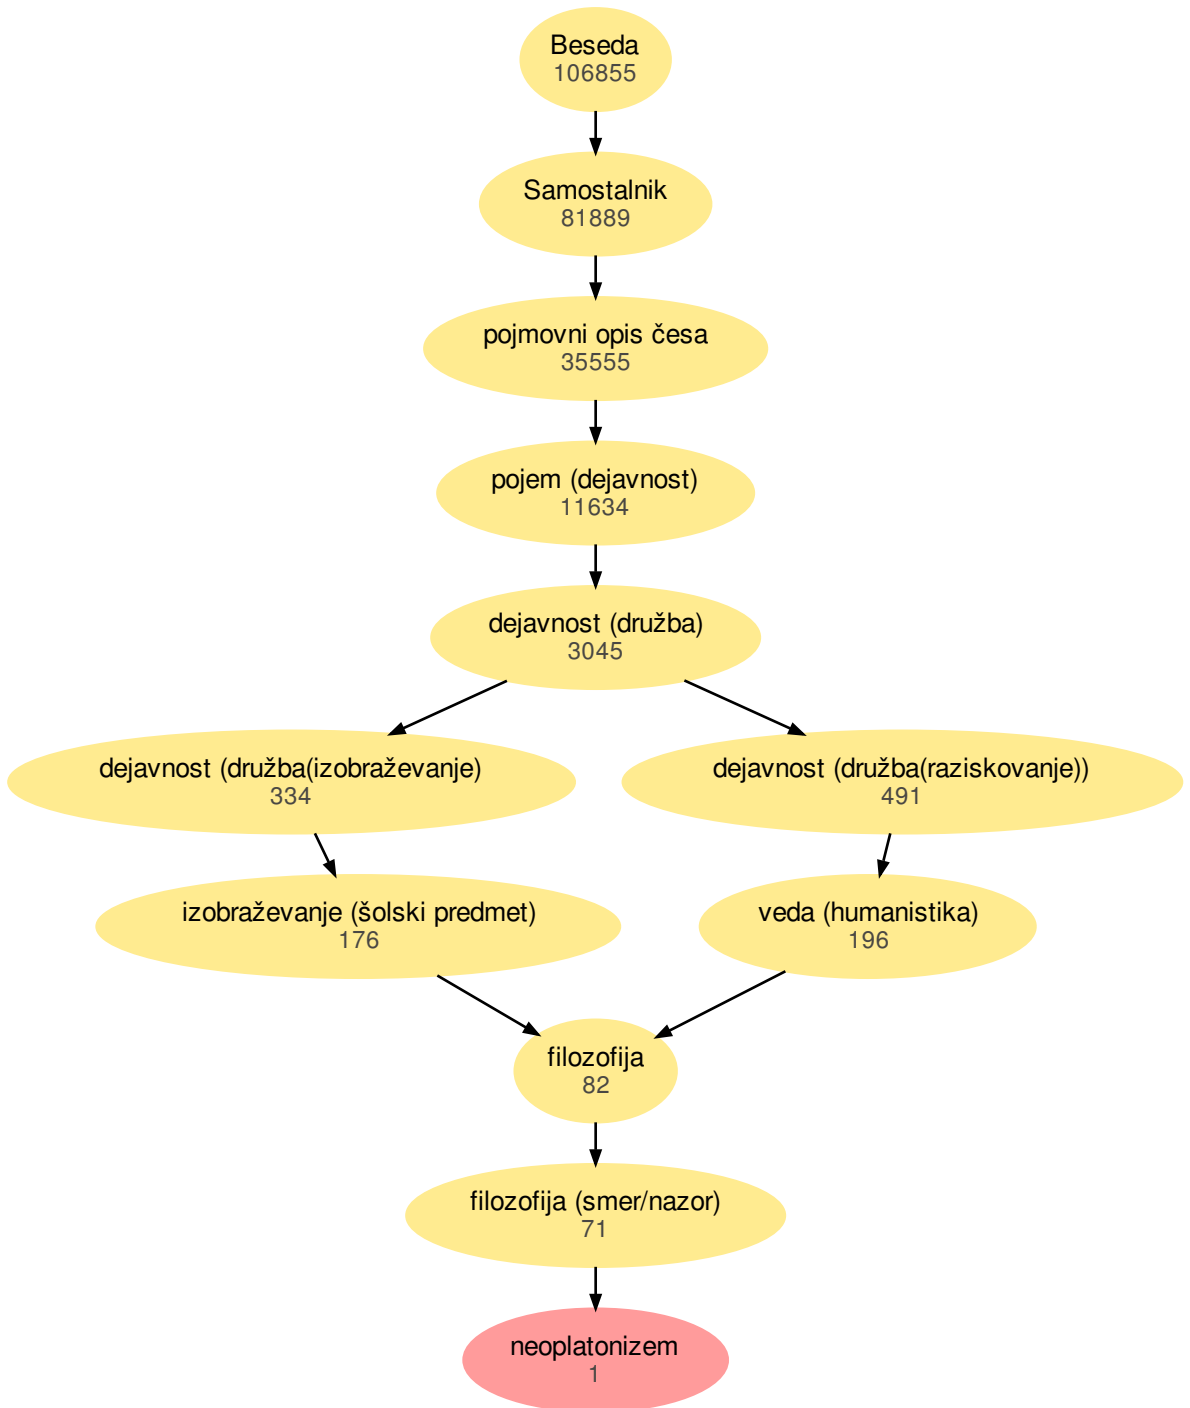 Beseda
106855
Samostalnik
81889
pojmovni opis česa
35555
pojem (dejavnost)
11634
dejavnost (družba)
3045
dejavnost (družba(izobraževanje)
334
dejavnost (družba(raziskovanje))
491
izobraževanje (šolski predmet)
176
veda (humanistika)
196
filozofija
82
filozofija (smer/nazor)
71
neoplatonizem
1